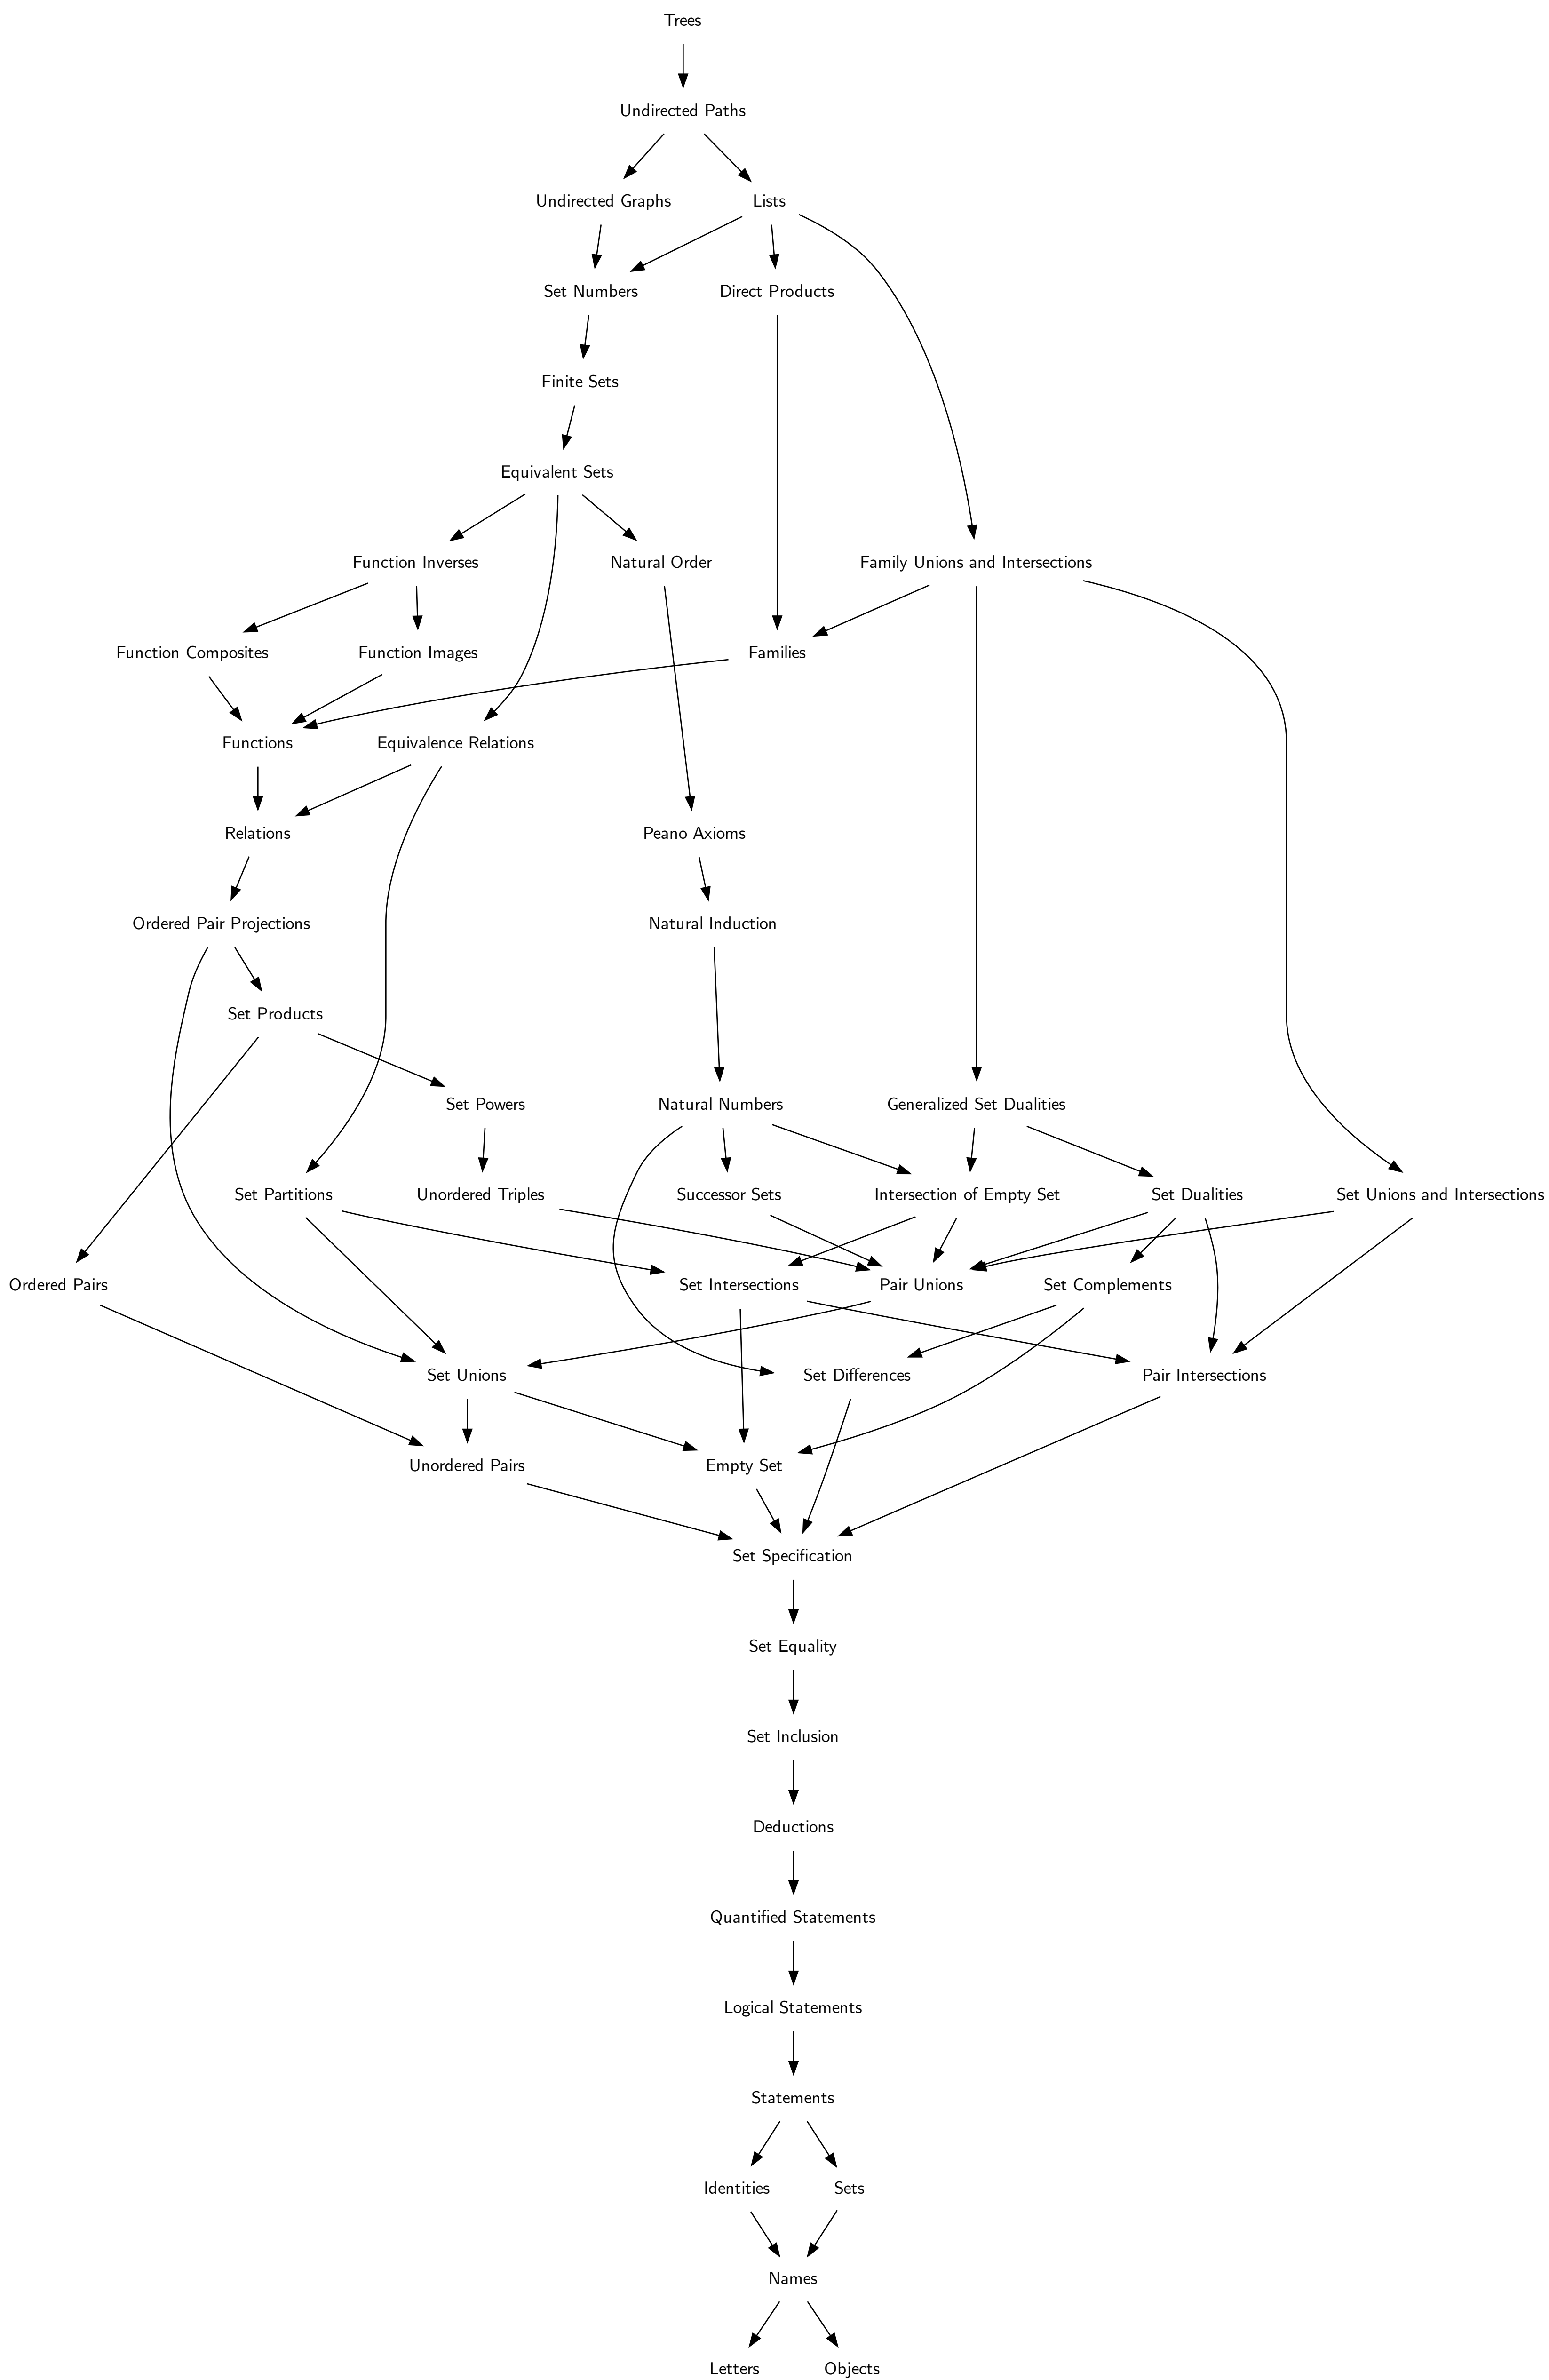 Trees
Undirected Paths
Undirected Graphs
Lists
Set Numbers
Direct Products
Finite Sets
Equivalent Sets
Function Inverses
Natural Order
Family Unions and Intersections
Function Composites
Function Images
Families
Functions
Equivalence Relations
Relations
Peano Axioms
Ordered Pair Projections
Natural Induction
Set Products
Set Powers
Natural Numbers
Generalized Set Dualities
Set Partitions
Unordered Triples
Successor Sets
Intersection of Empty Set
Set Dualities
Set Unions and Intersections
Ordered Pairs
Set Intersections
Pair Unions
Set Complements
Set Unions
Set Differences
Pair Intersections
Unordered Pairs
Empty Set
Set Specification
Set Equality
Set Inclusion
Deductions
Quantified Statements
Logical Statements
Statements
Identities
Sets
Names
Letters
Objects